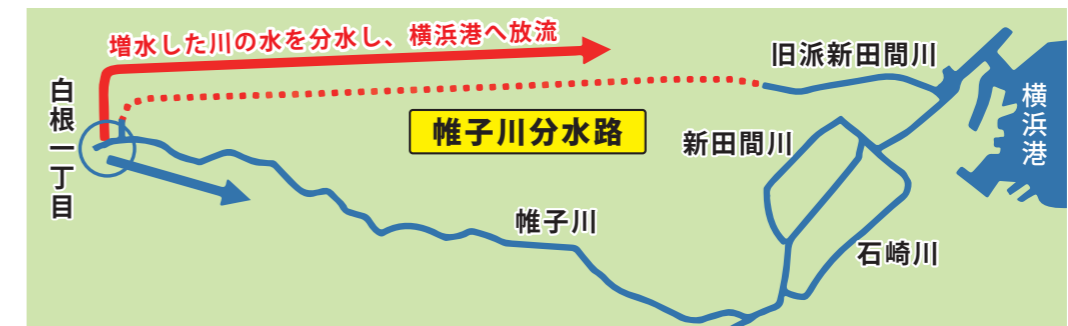 増水した川の水を分水し、横浜港へ放流
旧派新田間川
白根一丁目
帷子川分水路
新田間川
横浜港
帷子川
石崎川